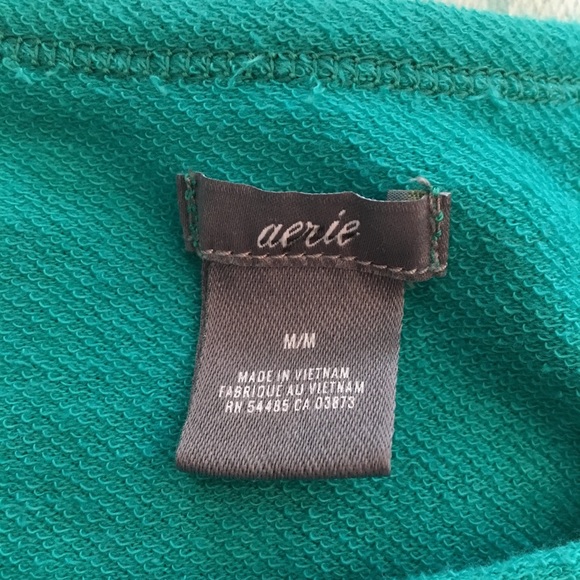 aerie
M/M
MADE IN VIETNAM
FABRIQUE AU VIETNAM
RN 54485 CA 03873